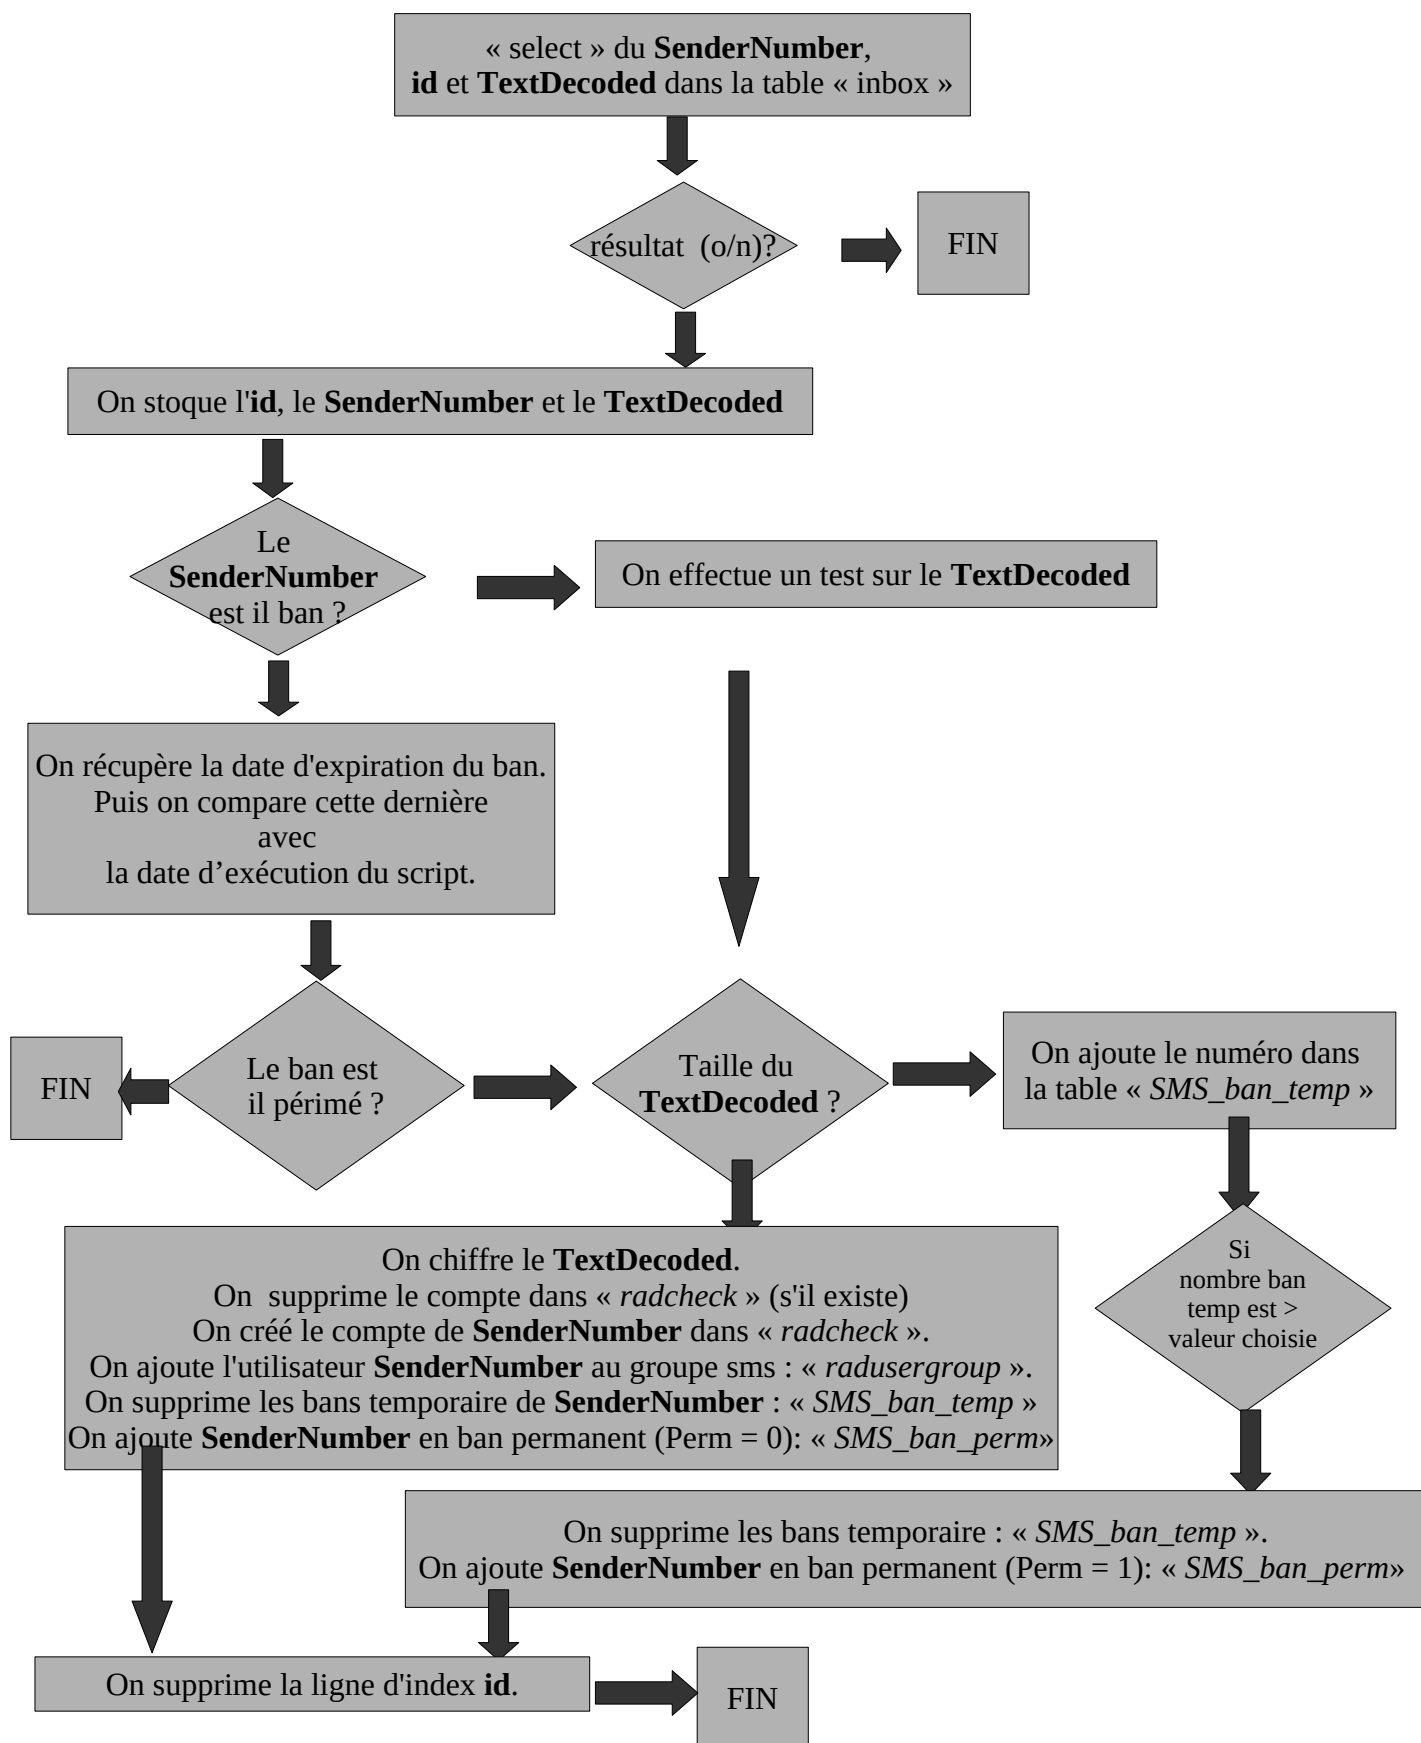 « select » du SenderNumber,
id et TextDecoded dans la table « inbox »
résultat  (o/n)?
FIN
On stoque l'id, le SenderNumber et le TextDecoded
Le
SenderNumber
est il ban ?
On effectue un test sur le TextDecoded
On récupère la date d'expiration du ban.
Puis on compare cette dernière
avec
la date d’exécution du script.
FIN
Le ban est
il périmé ?
Taille du
TextDecoded ?
On ajoute le numéro dans
la table « SMS_ban_temp »
On chiffre le TextDecoded.
On  supprime le compte dans « radcheck » (s'il existe)
On créé le compte de SenderNumber dans « radcheck ».
On ajoute l'utilisateur SenderNumber au groupe sms : « radusergroup ».
On supprime les bans temporaire de SenderNumber : « SMS_ban_temp »
On ajoute SenderNumber en ban permanent (Perm = 0): « SMS_ban_perm»
Si
nombre ban
temp est >
valeur choisie
On supprime les bans temporaire : « SMS_ban_temp ».
On ajoute SenderNumber en ban permanent (Perm = 1): « SMS_ban_perm»
On supprime la ligne d'index id.
FIN